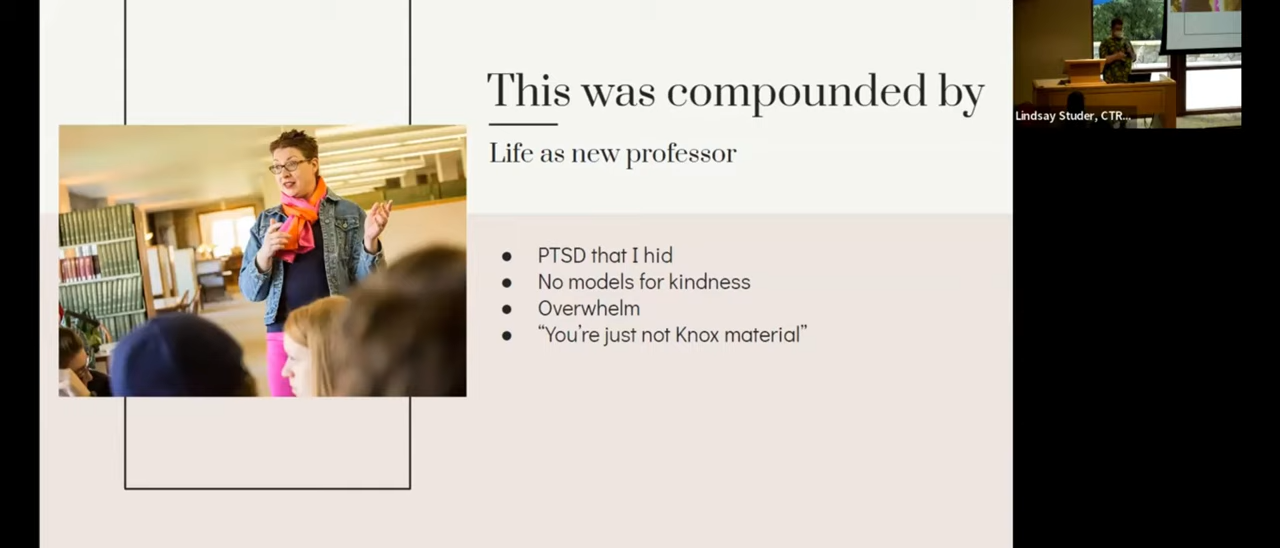 This was compounded by
Life as new professor
● PTSD that I hid
● No models for kindness
● Overwhelm
● “You’re just not Knox material”
Lindsay Studer, CTR...